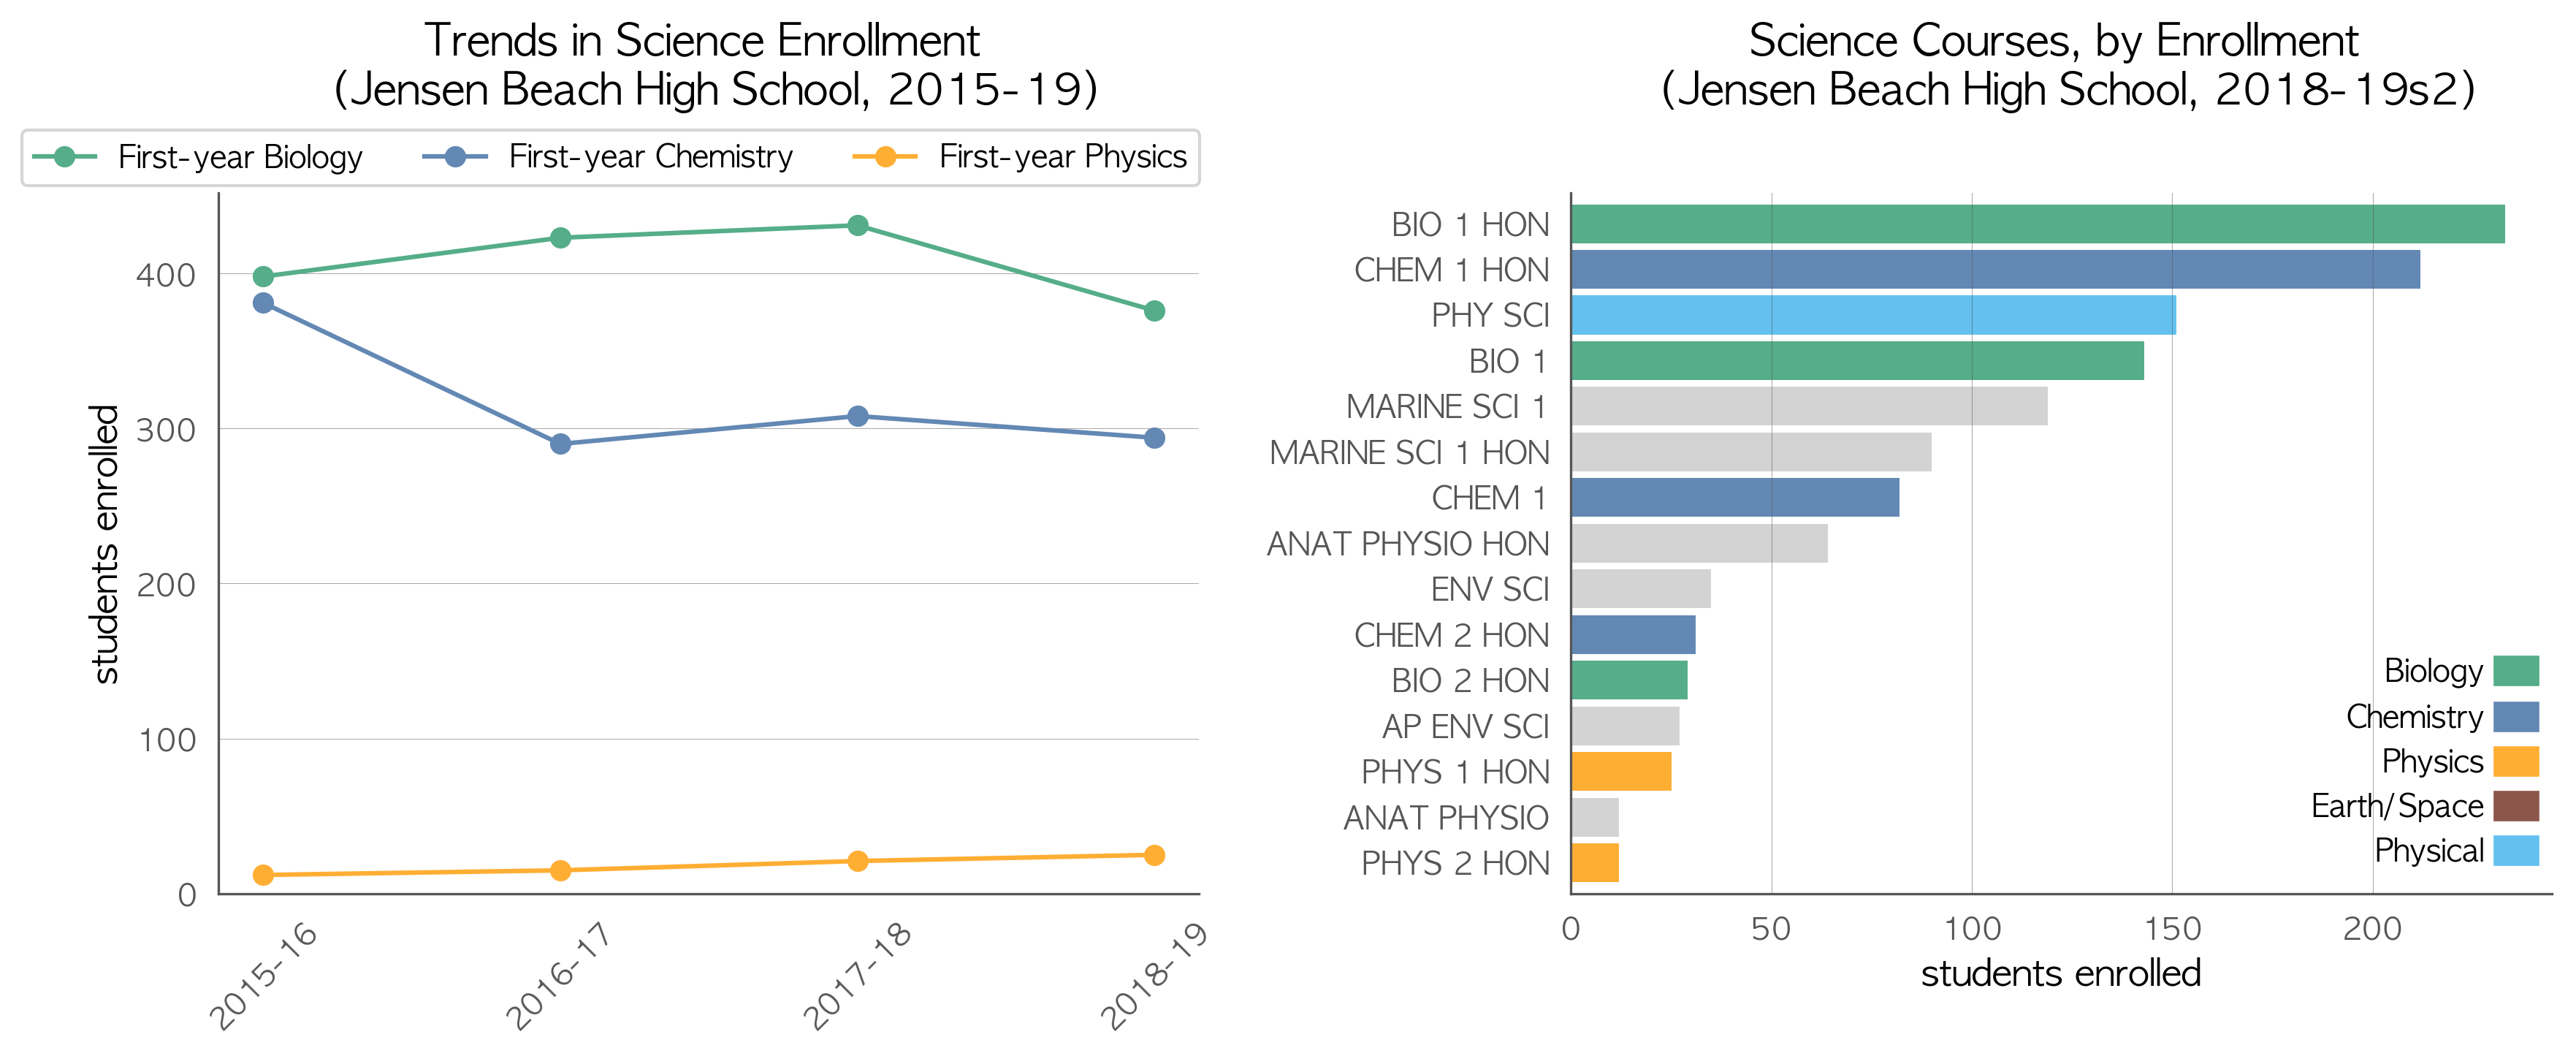 Trends in Science Enrollment
(Jensen Beach High School, 2015-19)
First-year Biology
First-year Chemistry
First-year Physics
students enrolled
400
300
200
100
0
2015-16
2016-17
2017-18
2018-19
Science Courses, by Enrollment
(Jensen Beach High School, 2018-19s2)
BIO 1 HON
CHEM 1 HON
PHY SCI
BIO 1
MARINE SCI 1
MARINE SCI 1 HON
CHEM 1
ANAT PHYSIO HON
ENV SCI
CHEM 2 HON
BIO 2 HON
AP ENV SCI
PHYS 1 HON
ANAT PHYSIO
PHYS 2 HON
Biology
Chemistry
Physics
Earth/Space
Physical
0
50
100
150
200
students enrolled